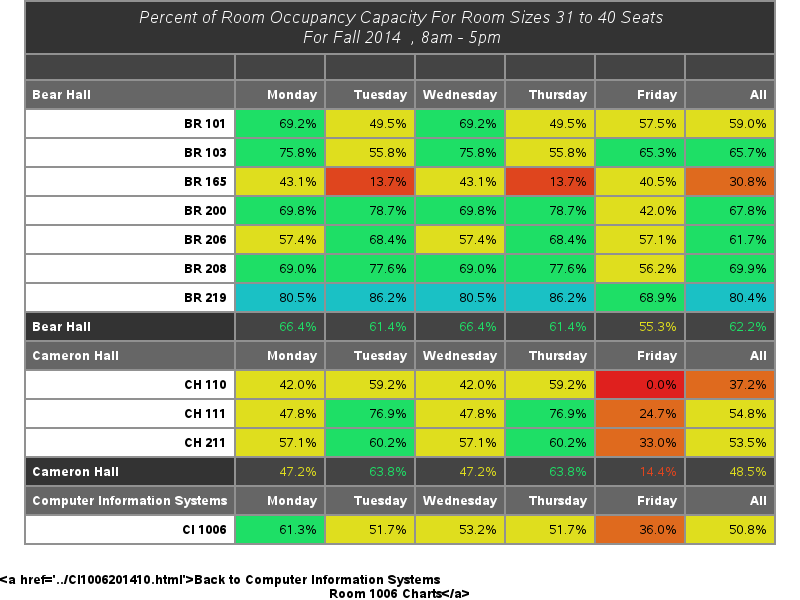 Percent of Room Occupancy Capacity For Room Sizes 31 to 40 Seats
For Fall 2014 , 8am - 5pm
Bear Hall Monday Tuesday Wednesday Thursday Friday All
BR 101 69.2% 49.5% 69.2% 49.5% 57.5% 59.0%
BR 103 75.8% 55.8% 75.8% 55.8% 65.3% 65.7%
BR 165 43.1% 13.7% 43.1% 13.7% 40.5% 30.8%
BR 200 69.8% 78.7% 69.8% 78.7% 42.0% 67.8%
BR 206 57.4% 68.4% 57.4% 68.4% 57.1% 61.7%
BR 208 69.0% 77.6% 69.0% 77.6% 56.2% 69.9%
BR 219 80.5% 86.2% 80.5% 86.2% 68.9% 80.4%
Bear Hall 66.4% 61.4% 66.4% 61.4% 55.3% 62.2%
Cameron Hall Monday Tuesday Wednesday Thursday Friday All
CH 110 42.0% 59.2% 42.0% 59.2% 0.0% 37.2%
CH 111 47.8% 76.9% 47.8% 76.9% 24.7% 54.8%
CH 211 57.1% 60.2% 57.1% 60.2% 33.0% 53.5%
Cameron Hall 47.2% 63.8% 47.2% 63.8% 14.4% 48.5%
Computer Information Systems Monday Tuesday Wednesday Thursday Friday All
CI 1006 61.3% 51.7% 53.2% 51.7% 36.0% 50.8%
<a href='../CI1006201410.html'>Back to Computer Information Systems
Room 1006 Charts</a>